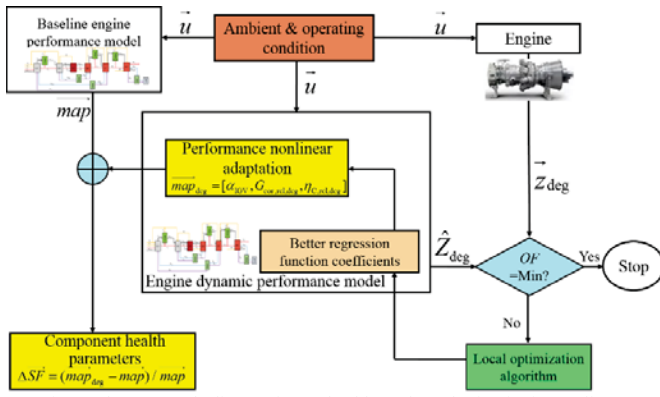 Baseline engine
performance model
u
Ambient & operating
condition
u
Engine
u
map
Performance nonlinear
adaptation
map_deg = [α_IDV, G_cor,rel,deg, η_C,rel,deg]
z_deg
Better regression
function coefficients
Engine dynamic performance model
Ẑ_deg
OF
=Min?
Yes
Stop
No
Component health
parameters
ΔSF = (map_deg − map) / map
Local optimization
algorithm